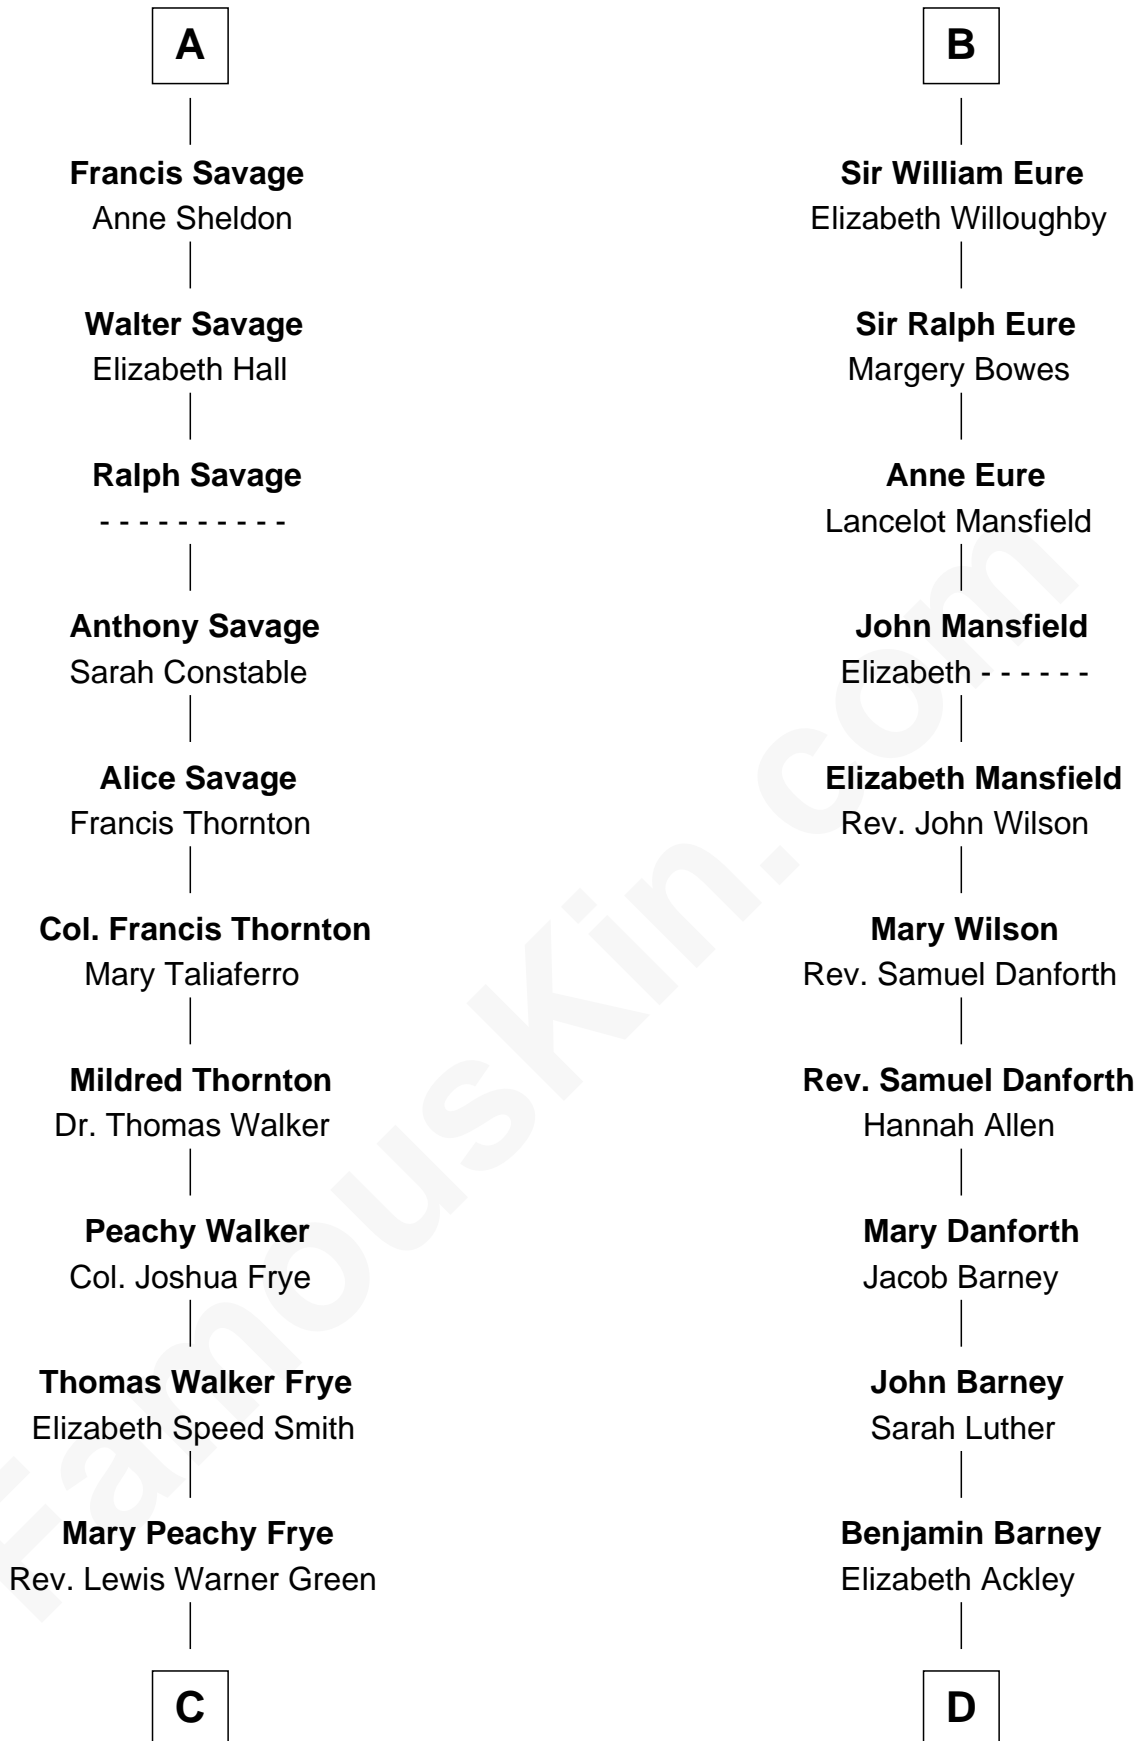 A
Francis Savage
Anne Sheldon
Walter Savage
Elizabeth Hall
Ralph Savage
- - - - - - - - - -
Anthony Savage
Sarah Constable
Alice Savage
Francis Thornton
Col. Francis Thornton
Mary Taliaferro
Mildred Thornton
Dr. Thomas Walker
Peachy Walker
Col. Joshua Frye
Thomas Walker Frye
Elizabeth Speed Smith
Mary Peachy Frye
Rev. Lewis Warner Green
C
B
Sir William Eure
Elizabeth Willoughby
Sir Ralph Eure
Margery Bowes
Anne Eure
Lancelot Mansfield
John Mansfield
Elizabeth - - - - - -
Elizabeth Mansfield
Rev. John Wilson
Mary Wilson
Rev. Samuel Danforth
Rev. Samuel Danforth
Hannah Allen
Mary Danforth
Jacob Barney
John Barney
Sarah Luther
Benjamin Barney
Elizabeth Ackley
D
FamousKin.com